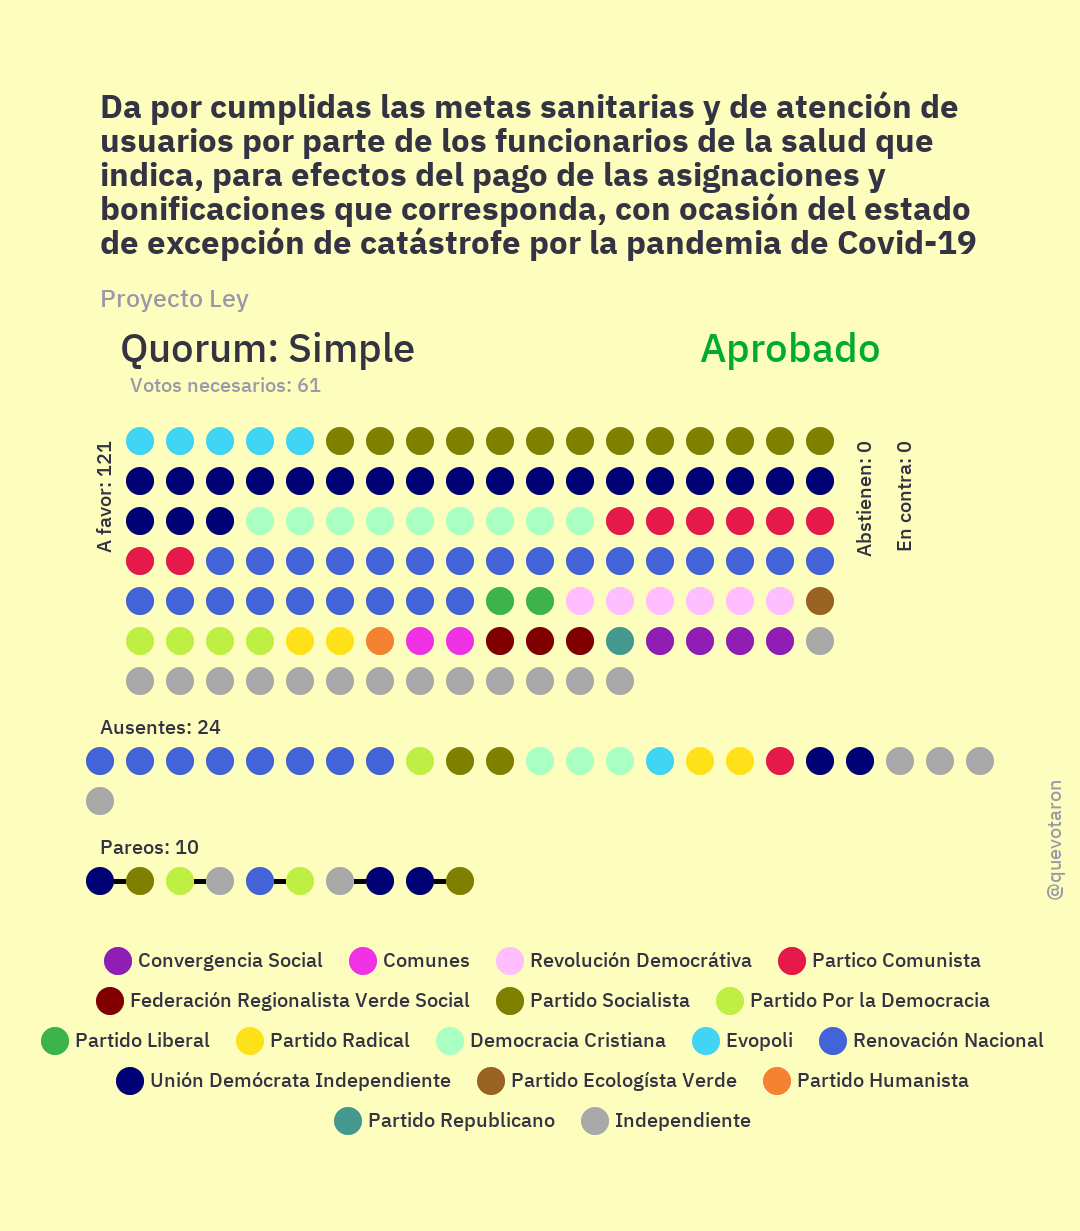 Da por cumplidas las metas sanitarias y de atención de
usuarios por parte de los funcionarios de la salud que
indica, para efectos del pago de las asignaciones y
bonificaciones que corresponda, con ocasión del estado
de excepción de catástrofe por la pandemia de Covid-19
Proyecto Ley
Quorum: Simple
Aprobado
Votos necesarios: 61
A favor: 121
Abstienen: 0
En contra: 0
Ausentes: 24
Pareos: 10
@quevotaron
Convergencia Social
Comunes
Revolución Democrátiva
Partico Comunista
Federación Regionalista Verde Social
Partido Socialista
Partido Por la Democracia
Partido Liberal
Partido Radical
Democracia Cristiana
Evopoli
Renovación Nacional
Unión Demócrata Independiente
Partido Ecologísta Verde
Partido Humanista
Partido Republicano
Independiente